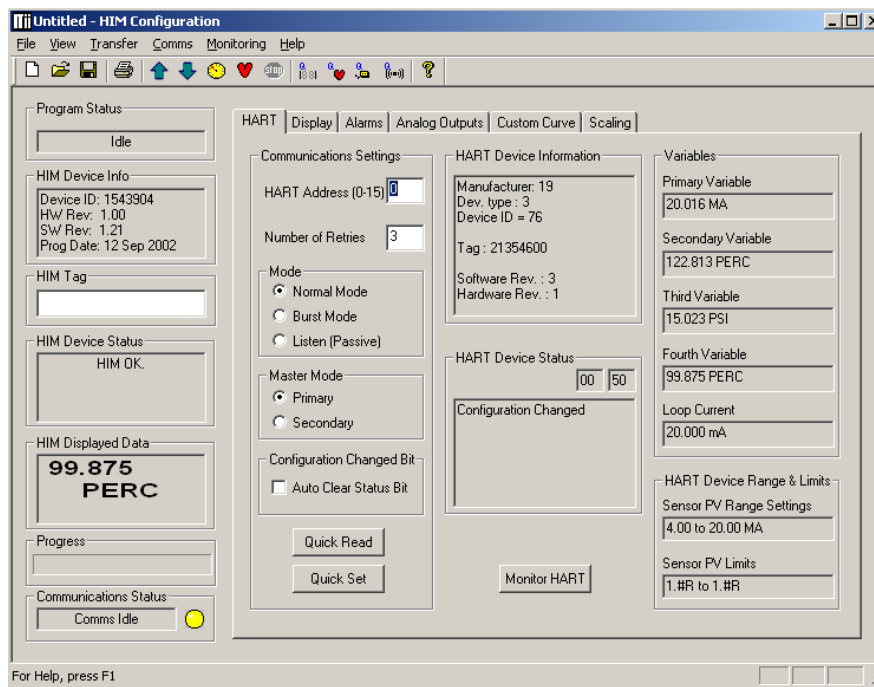 Untitled - HIM Configuration
File View Transfer Comms Monitoring Help
stop
?
Program Status
Idle
HIM Device Info
Device ID: 1543904
HW Rev: 1.00
SW Rev: 1.21
Prog Date: 12 Sep 2002
HIM Tag
HIM Device Status
HIM OK.
HIM Displayed Data
99.875
PERC
Progress
Communications Status
Comms Idle
HART Display Alarms Analog Outputs Custom Curve Scaling
Communications Settings
HART Address (0-15) 0
Number of Retries 3
Mode
Normal Mode
Burst Mode
Listen (Passive)
Master Mode
Primary
Secondary
Configuration Changed Bit
Auto Clear Status Bit
Quick Read
Quick Set
HART Device Information
Manufacturer: 19
Dev. type : 3
Device ID = 76
Tag : 21354600
Software Rev. : 3
Hardware Rev. : 1
HART Device Status
00 50
Configuration Changed
Monitor HART
Variables
Primary Variable
20.016 MA
Secondary Variable
122.813 PERC
Third Variable
15.023 PSI
Fourth Variable
99.875 PERC
Loop Current
20.000 mA
HART Device Range & Limits
Sensor PV Range Settings
4.00 to 20.00 MA
Sensor PV Limits
1.#R to 1.#R
For Help, press F1